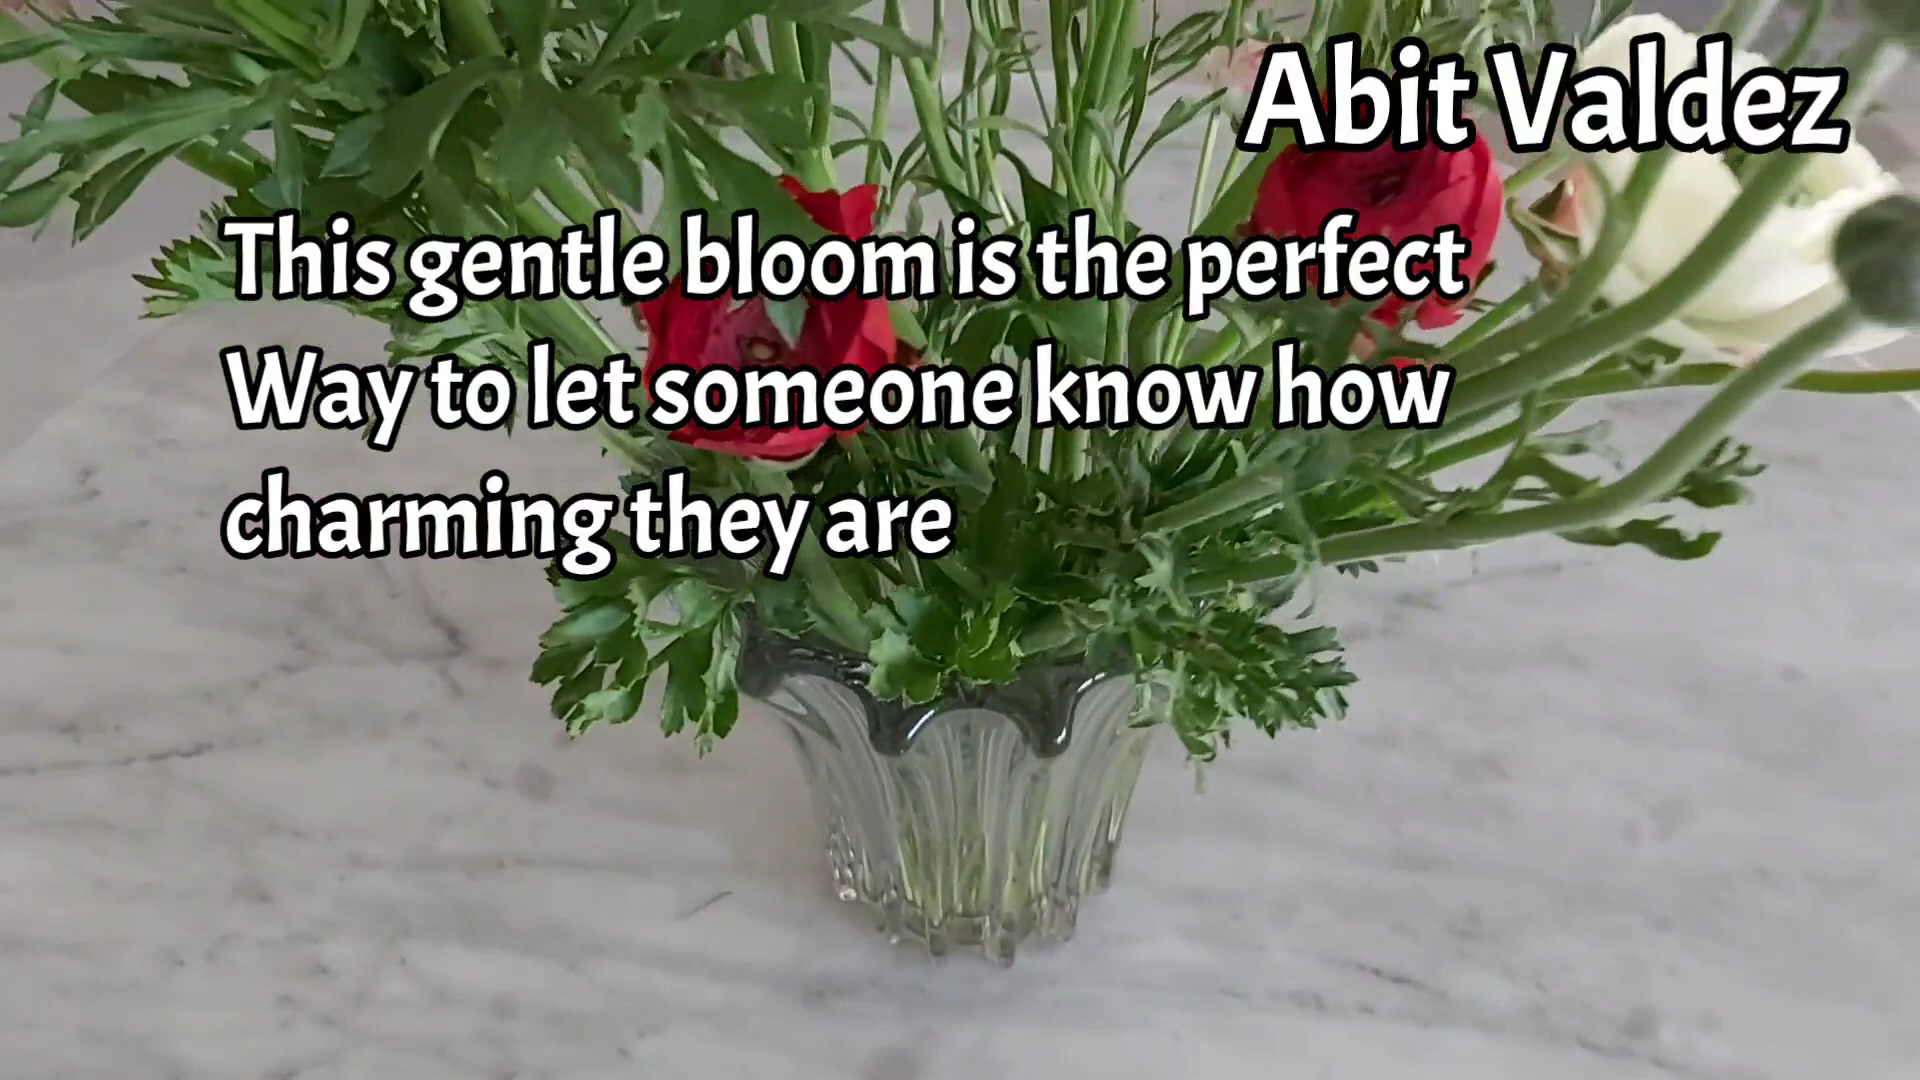 Abit Valdez
This gentle bloom is the perfect
Way to let someone know how
charming they are